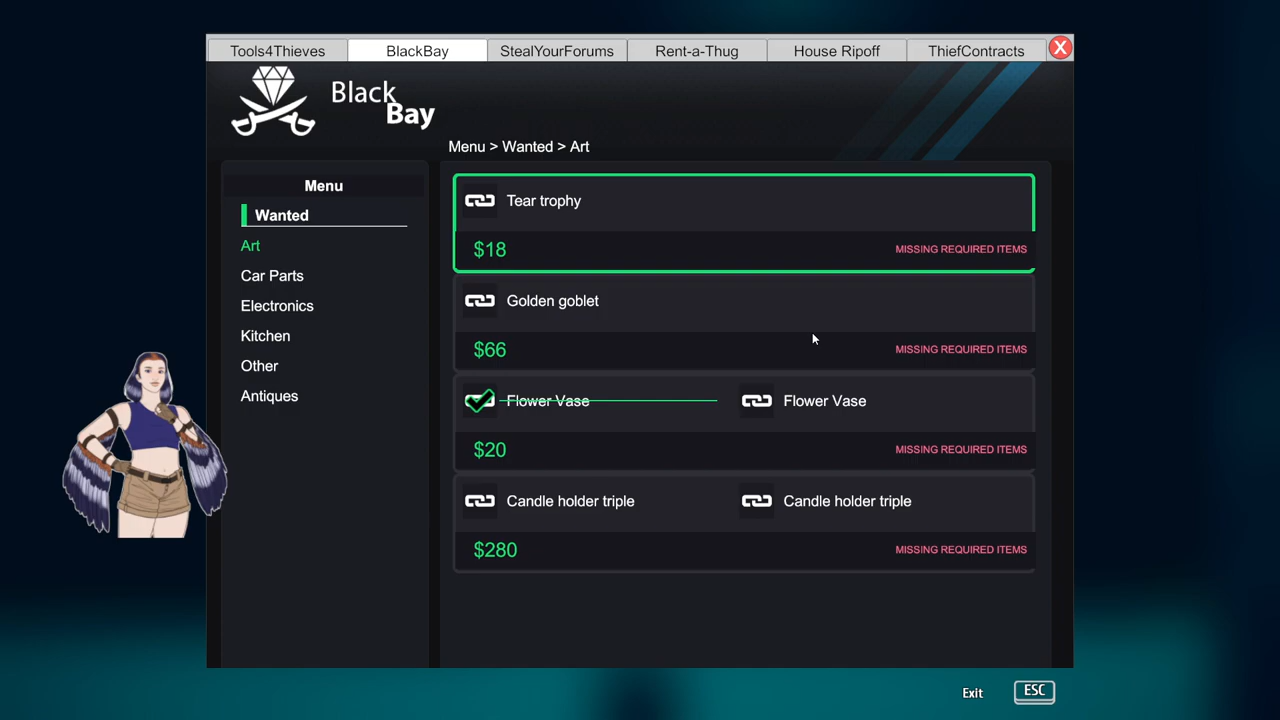 Tools4Thieves BlackBay StealYourForums Rent-a-Thug House Ripoff ThiefContracts X
Black
Bay
Menu > Wanted > Art
Menu
Wanted
Art
Car Parts
Electronics
Kitchen
Other
Antiques
Tear trophy
$18 MISSING REQUIRED ITEMS
Golden goblet
$66 MISSING REQUIRED ITEMS
Flower Vase Flower Vase
$20 MISSING REQUIRED ITEMS
Candle holder triple Candle holder triple
$280 MISSING REQUIRED ITEMS
Exit ESC